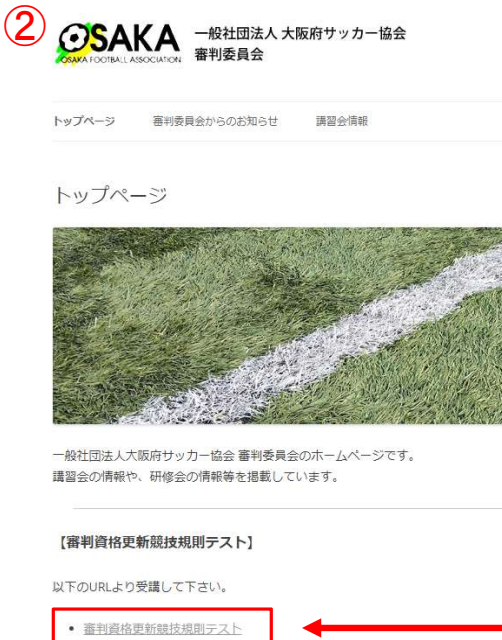 ②
OSAKA
OSAKA FOOTBALL ASSOCIATION
一般社団法人 大阪府サッカー協会
審判委員会
トップページ 審判委員会からのお知らせ 講習会情報
トップページ
一般社団法人大阪府サッカー協会 審判委員会のホームページです。
講習会の情報や、研修会の情報等を掲載しています。
【審判資格更新競技規則テスト】
以下のURLより受講して下さい。
• 審判資格更新競技規則テスト